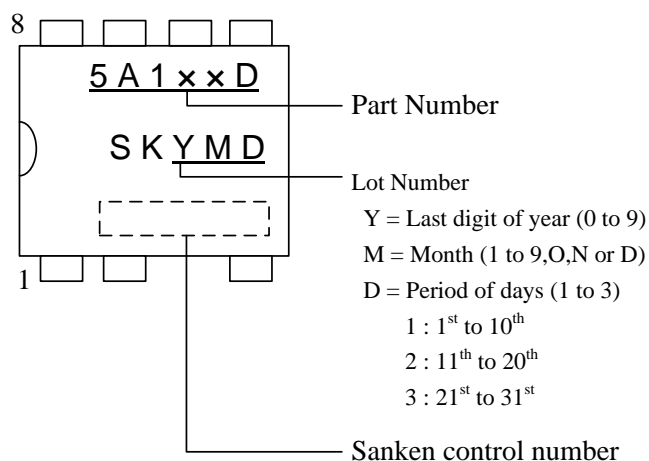 8
5 A 1 × × D
Part Number
S K Y M D
Lot Number
Y = Last digit of year (0 to 9)
M = Month (1 to 9,O,N or D)
D = Period of days (1 to 3)
1 : 1st to 10th
2 : 11th to 20th
3 : 21st to 31st
1
Sanken control number